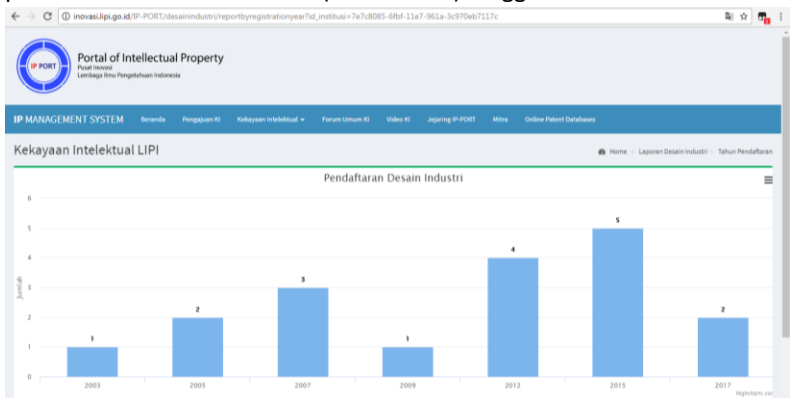 inovasi.lipi.go.id/IP-PORT/desainindustri/reportbyregistrationyear?id_institusi=7e7c8085-6fbf-11e7-961a-3c970eb7117c
IP PORT
Portal of Intellectual Property
Pusat Inovasi
Lembaga Ilmu Pengetahuan Indonesia
IP MANAGEMENT SYSTEM Beranda Pengajuan KI Kekayaan Intelektual Forum Umum KI Video KI Jejaring IP-PORT Mitra Online Patent Databases
Kekayaan Intelektual LIPI Home Laporan Desain Industri Tahun Pendaftaran
Pendaftaran Desain Industri
6
5
4
3
2
1
0
Jumlah
1
2
3
1
4
5
2
2003 2005 2007 2009 2012 2015 2017